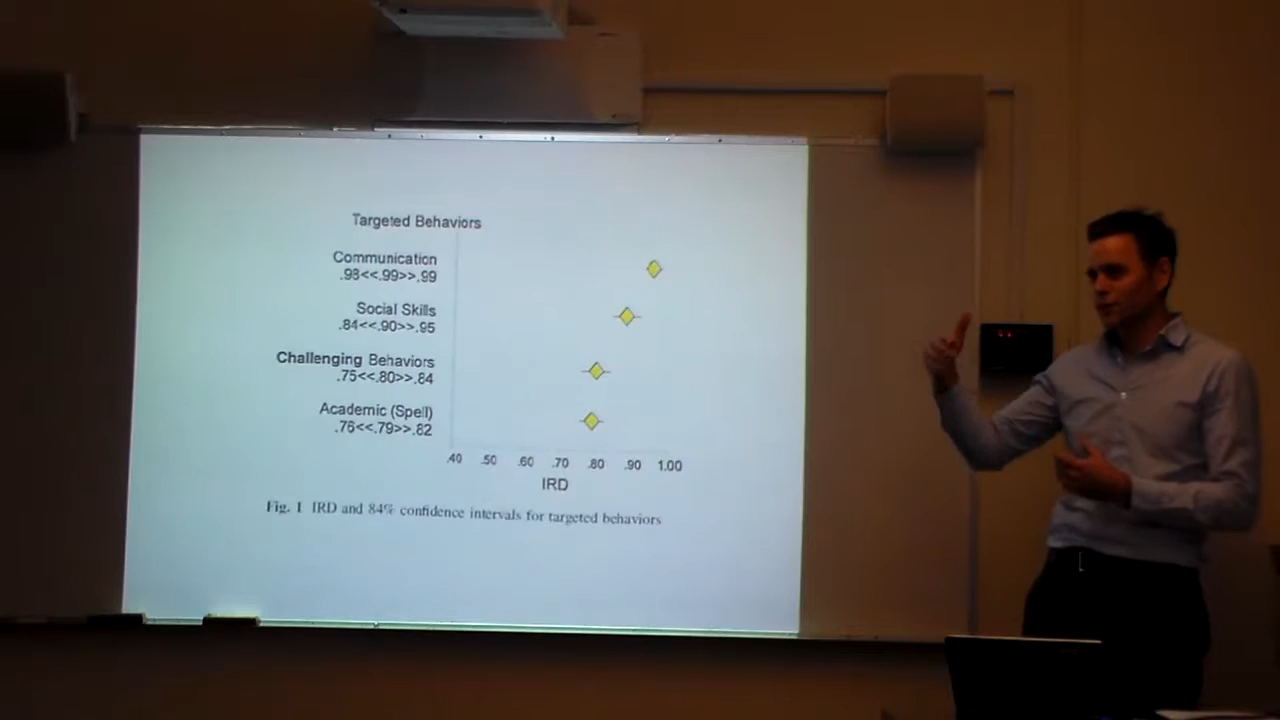 Targeted Behaviors
Communication
.98<<.99>>.99
Social Skills
.84<<.90>>.95
Challenging Behaviors
.75<<.80>>.84
Academic (Spell)
.76<<.79>>.82
.40 .50 .60 .70 .80 .90 1.00
IRD
Fig. 1 IRD and 84% confidence intervals for targeted behaviors